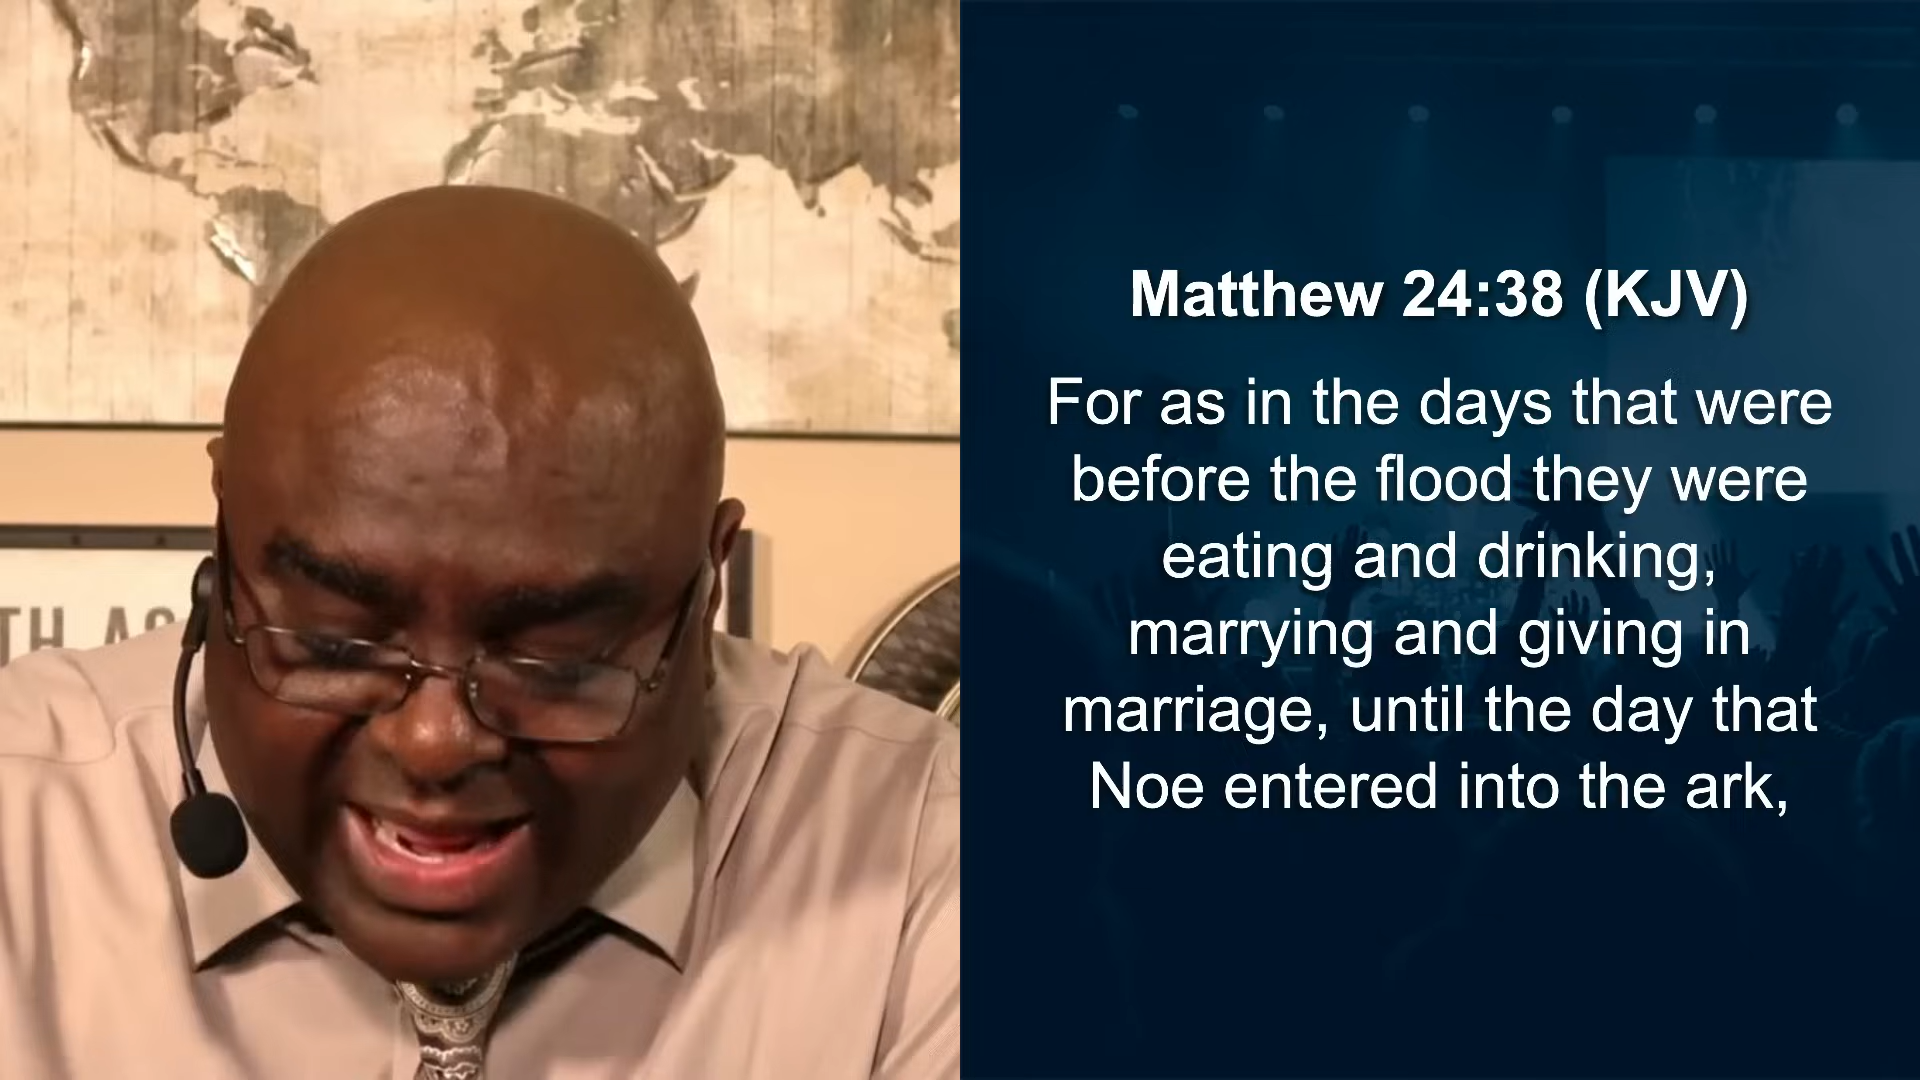 Matthew 24:38 (KJV)
For as in the days that were
before the flood they were
eating and drinking,
marrying and giving in
marriage, until the day that
Noe entered into the ark,